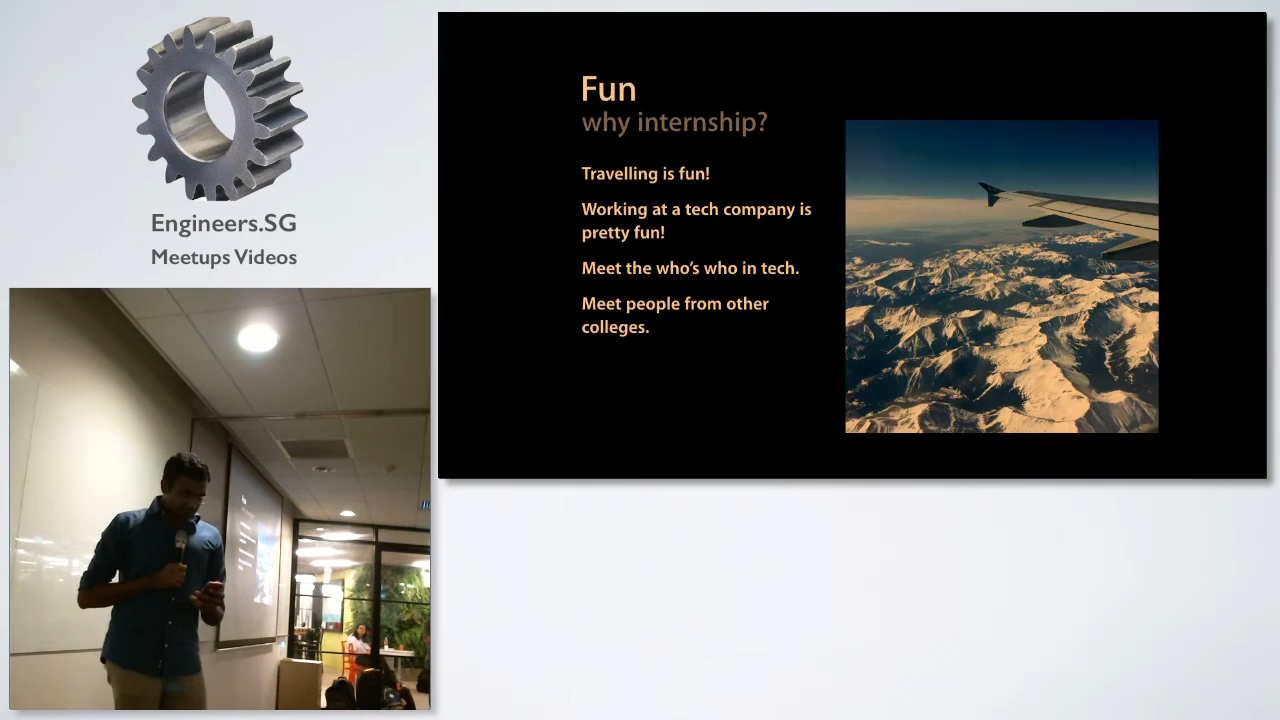 Engineers.SG
Meetups Videos
Fun
why internship?
Travelling is fun!
Working at a tech company is
pretty fun!
Meet the who's who in tech.
Meet people from other
colleges.